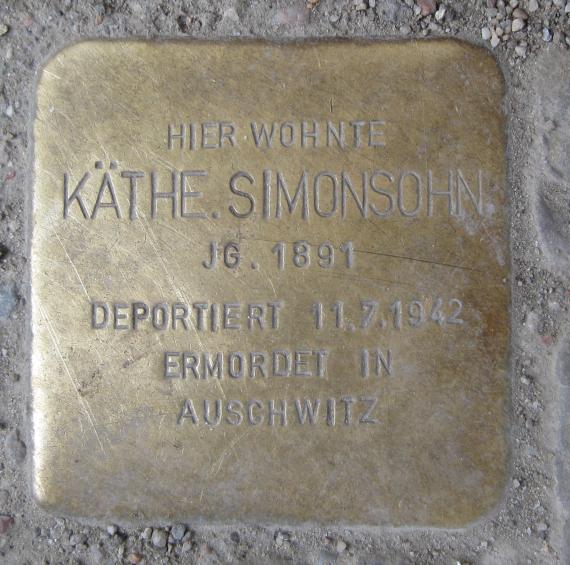 HIER WOHNTE
KÄTHE. SIMONSOHN
JG. 1891
DEPORTIERT 11.7.1942
ERMORDET IN
AUSCHWITZ